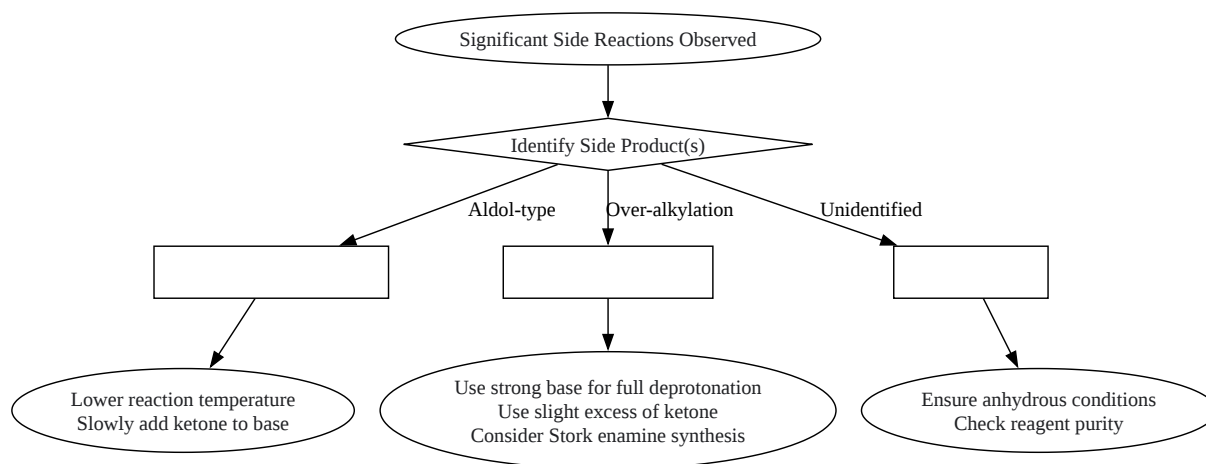 Significant Side Reactions Observed
Identify Side Product(s)
Aldol-type
Over-alkylation
Unidentified
Lower reaction temperature
Slowly add ketone to base
Use strong base for full deprotonation
Use slight excess of ketone
Consider Stork enamine synthesis
Ensure anhydrous conditions
Check reagent purity